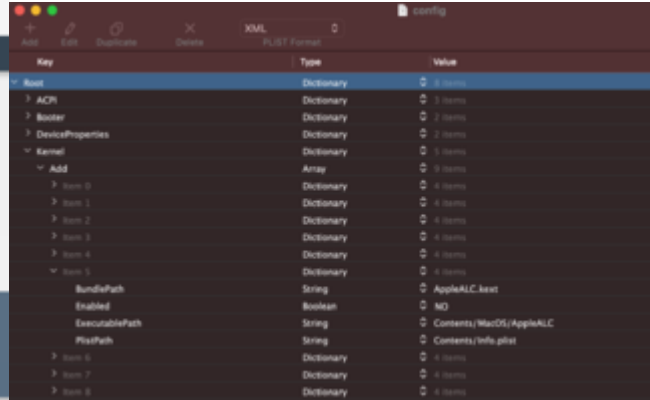 config
XML
Add Edit Duplicate Delete PLIST Format
Key Type Value
Root Dictionary 8 items
ACPI Dictionary 3 items
Booter Dictionary 2 items
DeviceProperties Dictionary 2 items
Kernel Dictionary 5 items
Add Array 9 items
Item 0 Dictionary 4 items
Item 1 Dictionary 4 items
Item 2 Dictionary 4 items
Item 3 Dictionary 4 items
Item 4 Dictionary 4 items
Item 5 Dictionary 4 items
BundlePath String AppleALC.kext
Enabled Boolean NO
ExecutablePath String Contents/MacOS/AppleALC
PlistPath String Contents/Info.plist
Item 6 Dictionary 4 items
Item 7 Dictionary 4 items
Item 8 Dictionary 4 items